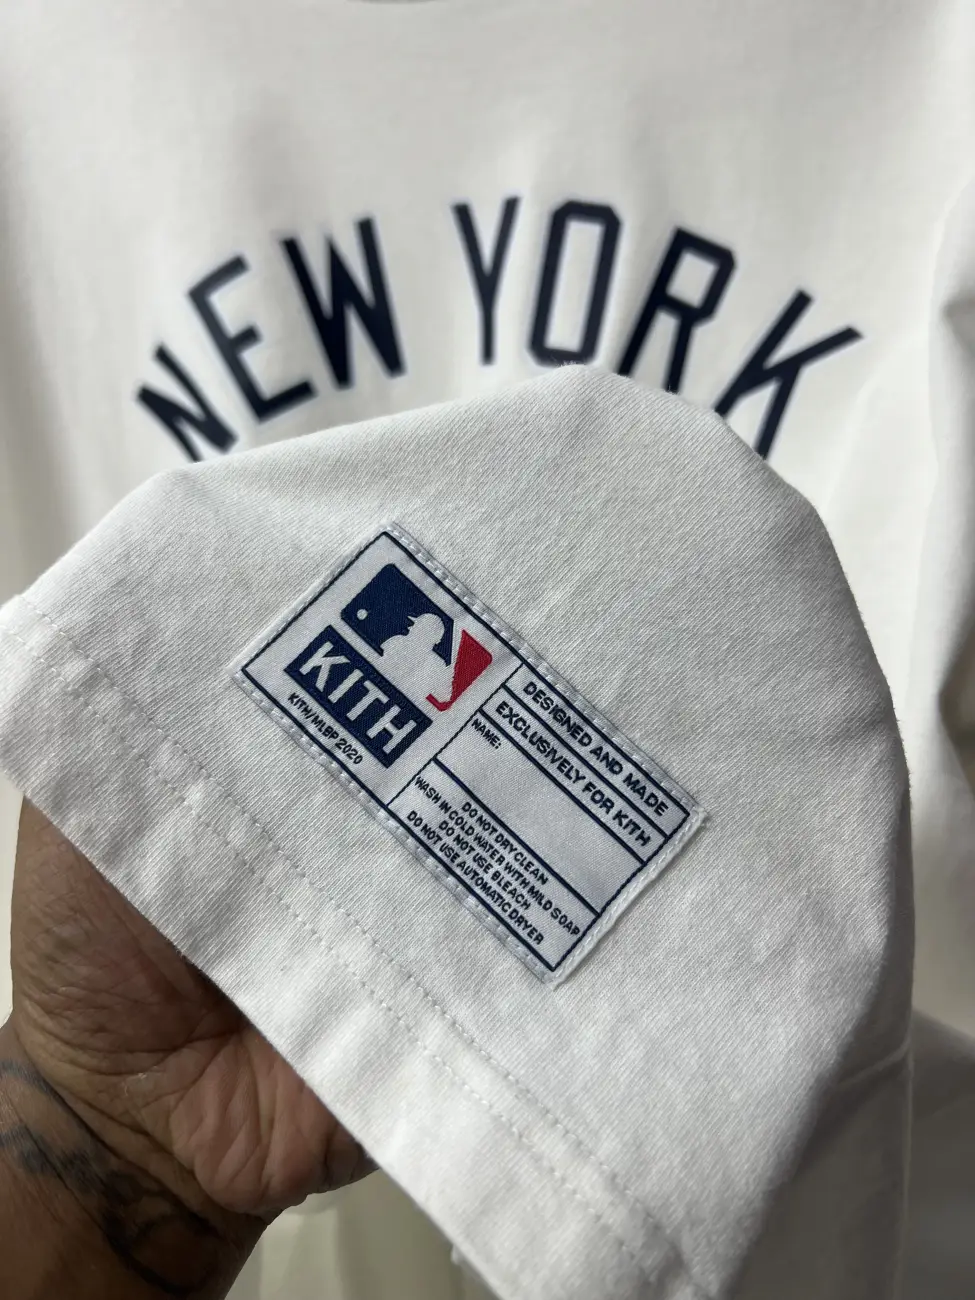 NEW YORK
KITH
KITH/MLBP 2020
DESIGNED AND MADE
EXCLUSIVELY FOR KITH
NAME:
DO NOT DRY CLEAN
WASH IN COLD WATER WITH MILD SOAP
DO NOT USE BLEACH
DO NOT USE AUTOMATIC DRYER